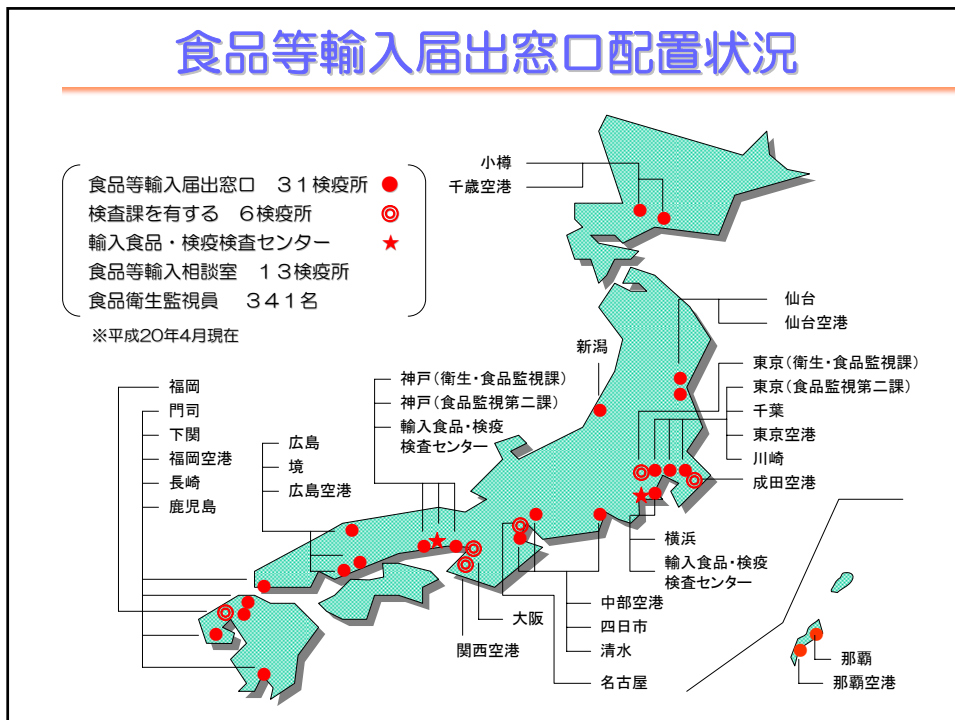 食品等輸入届出窓口配置状況
食品等輸入届出窓口　３１検疫所
検査課を有する　６検疫所
輸入食品・検疫検査センター
食品等輸入相談室　１３検疫所
食品衛生監視員　３４１名
※平成20年4月現在
小樽
千歳空港
仙台
仙台空港
新潟
東京（衛生・食品監視課）
東京（食品監視第二課）
千葉
東京空港
川崎
成田空港
神戸（衛生・食品監視課）
神戸（食品監視第二課）
輸入食品・検疫
検査センター
福岡
門司
下関
福岡空港
長崎
鹿児島
広島
境
広島空港
横浜
輸入食品・検疫
検査センター
中部空港
四日市
清水
名古屋
大阪
関西空港
那覇
那覇空港